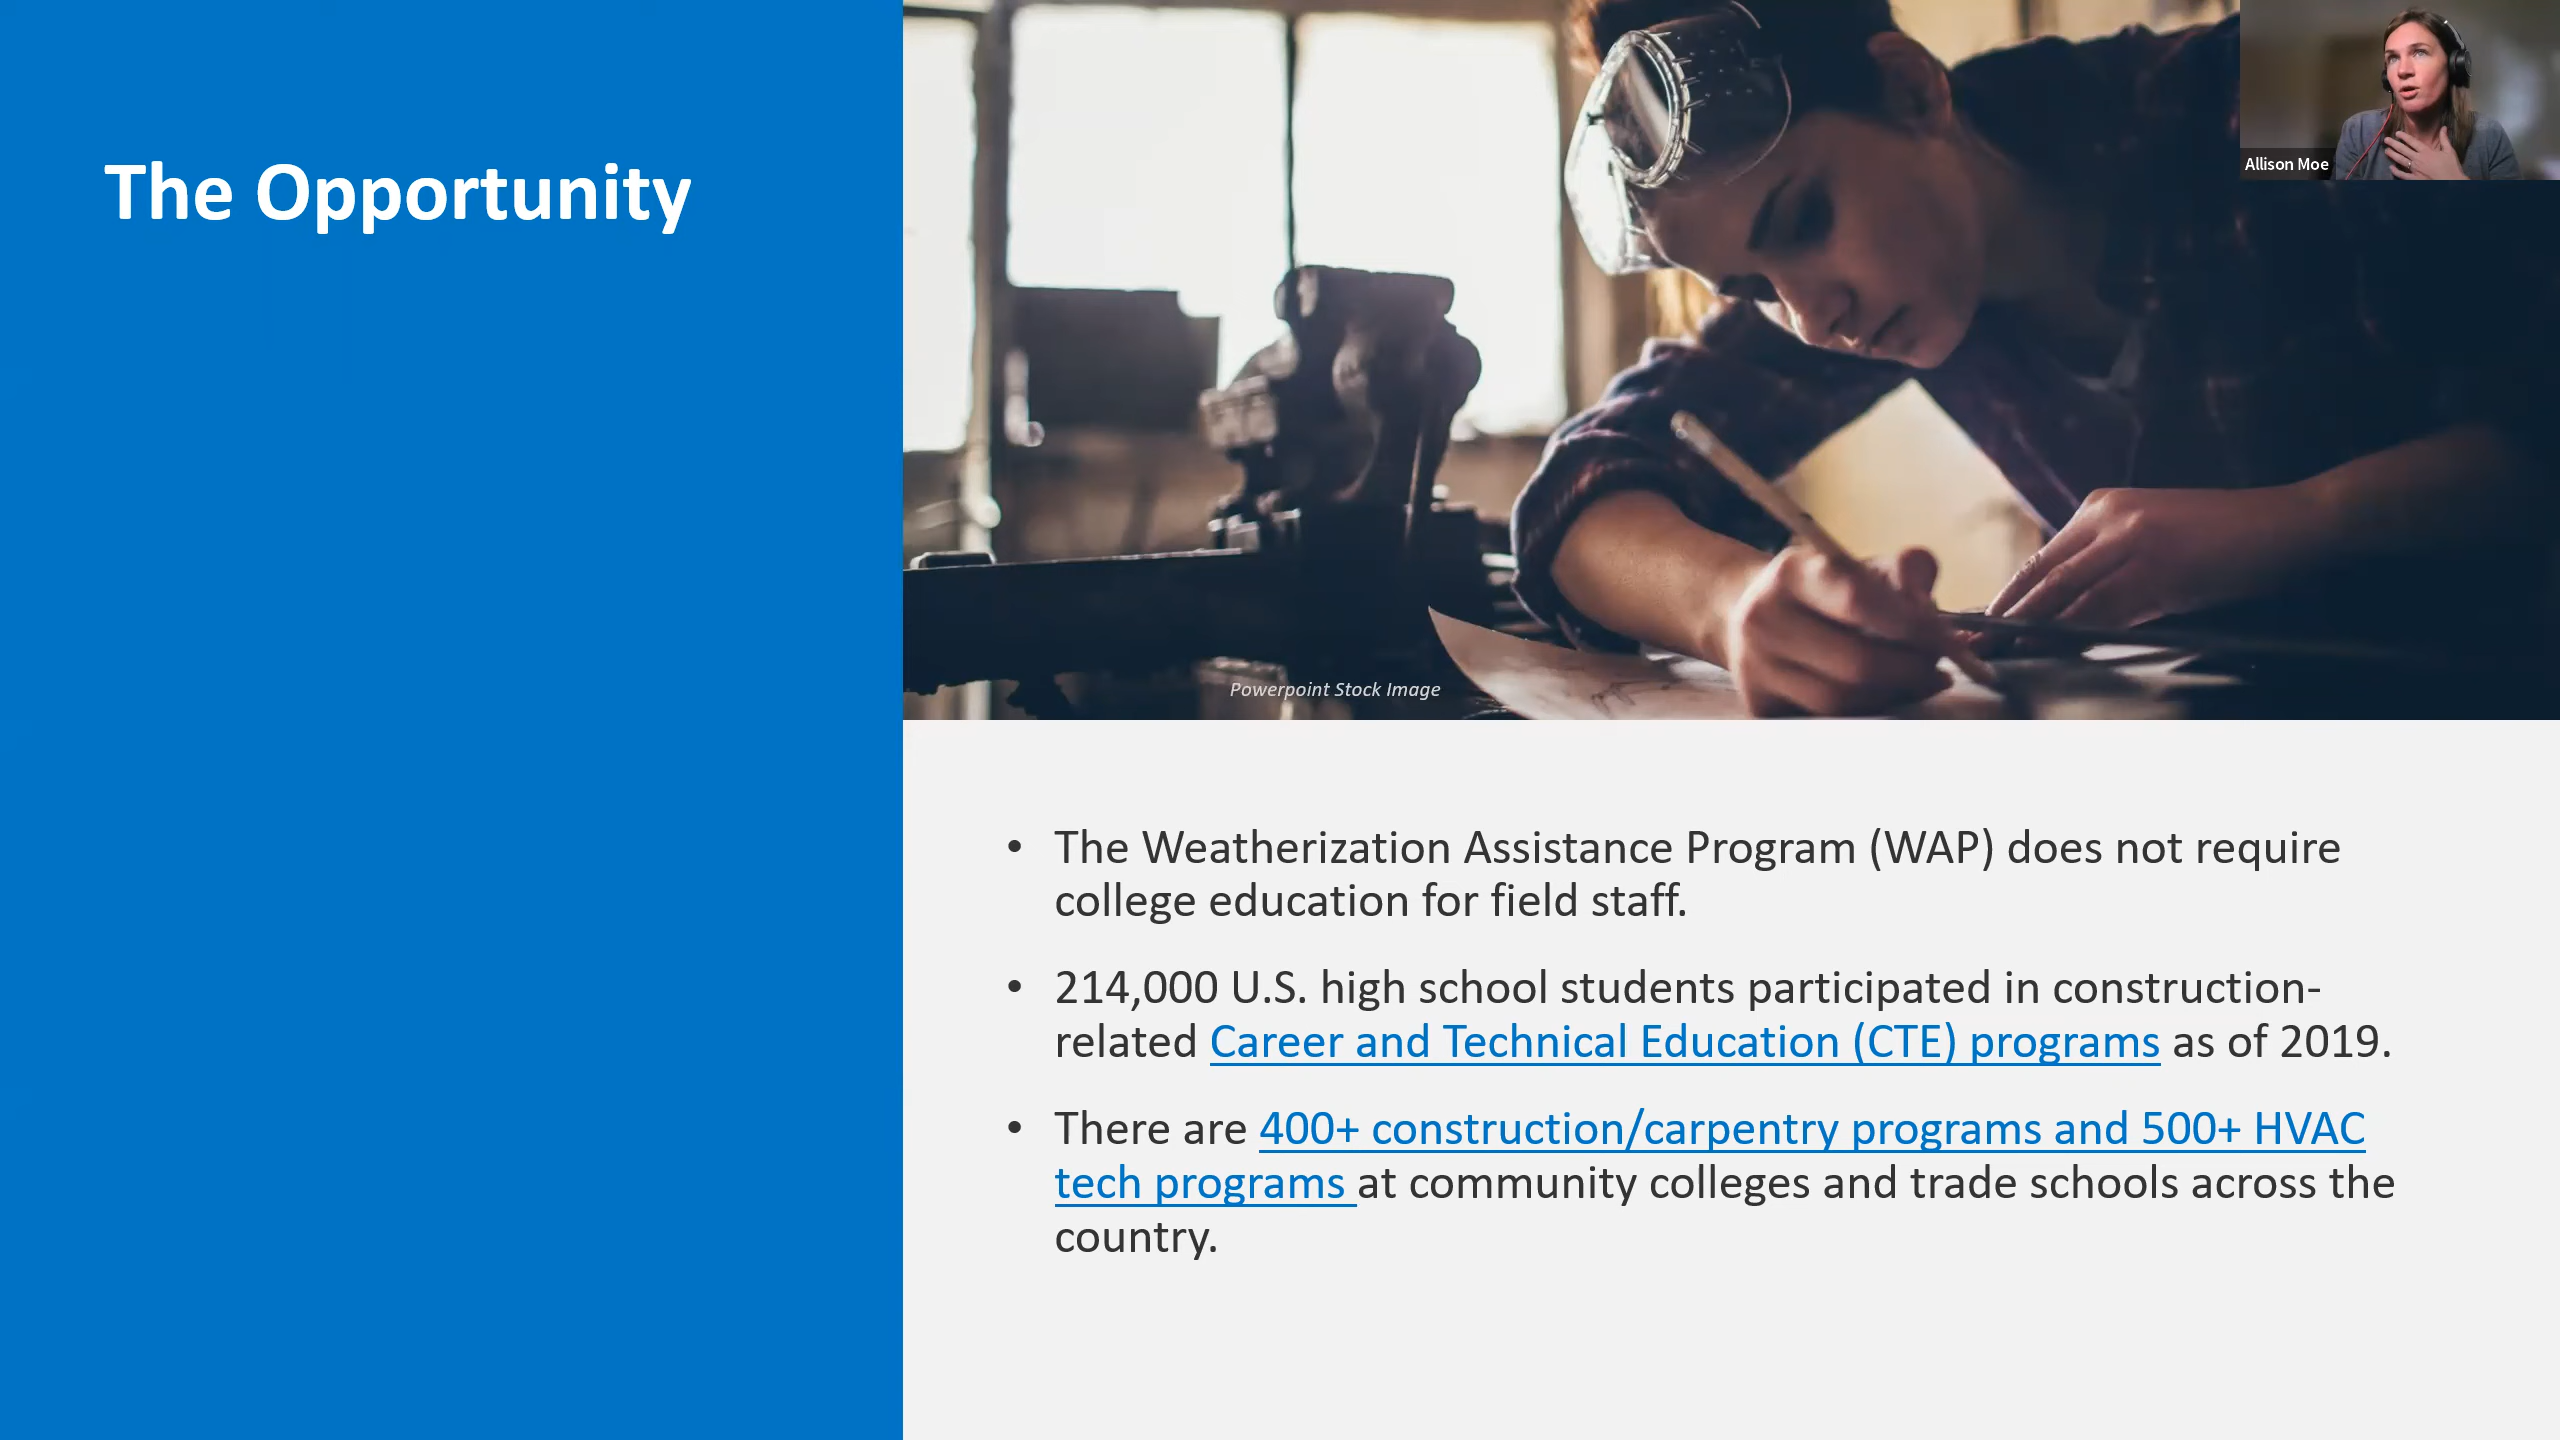 The Opportunity
Allison Moe
Powerpoint Stock Image
• The Weatherization Assistance Program (WAP) does not require
college education for field staff.
• 214,000 U.S. high school students participated in construction-
related Career and Technical Education (CTE) programs as of 2019.
• There are 400+ construction/carpentry programs and 500+ HVAC
tech programs at community colleges and trade schools across the
country.